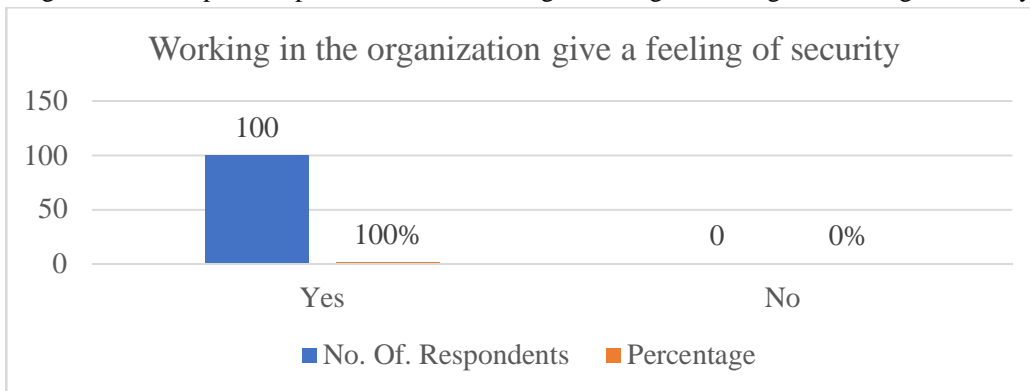 Working in the organization give a feeling of security
150
100
50
0
100
100%
0
0%
Yes
No
No. Of. Respondents
Percentage